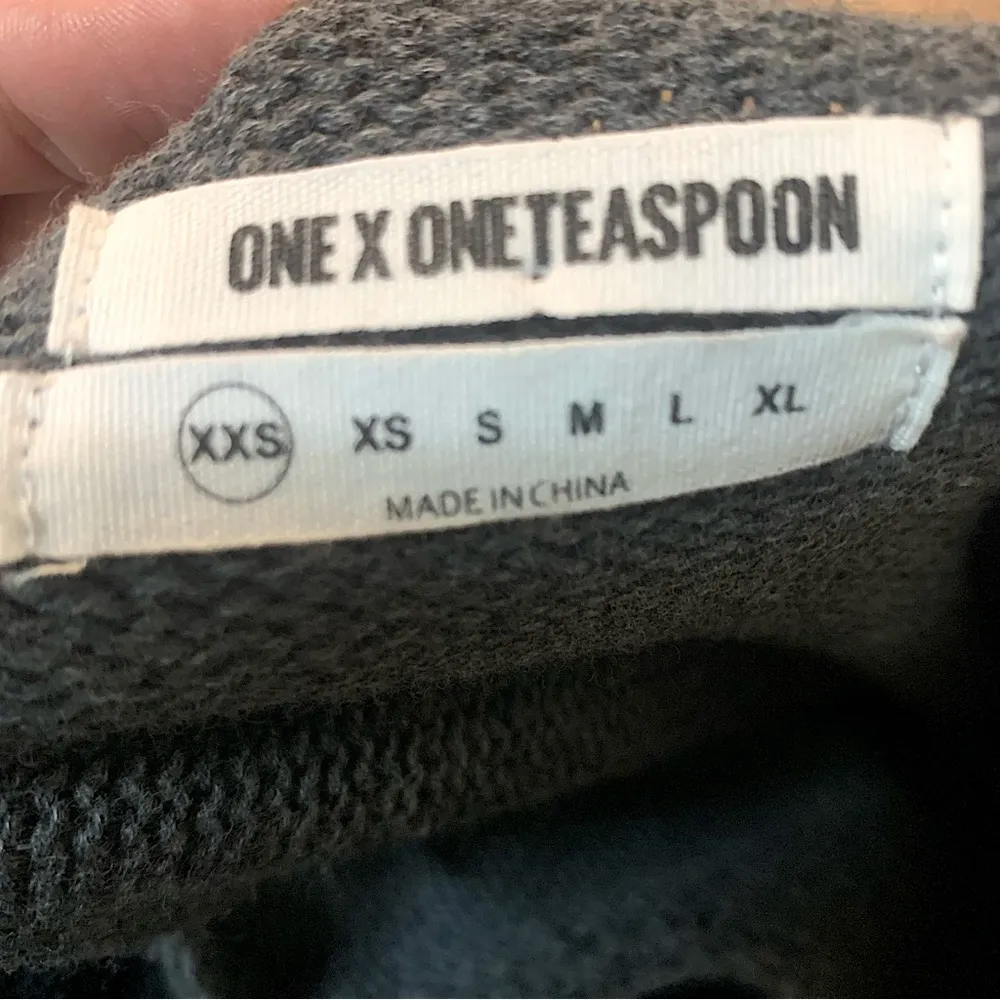 ONE X ONETEASPOON
XXS XS S M L XL
MADE IN CHINA